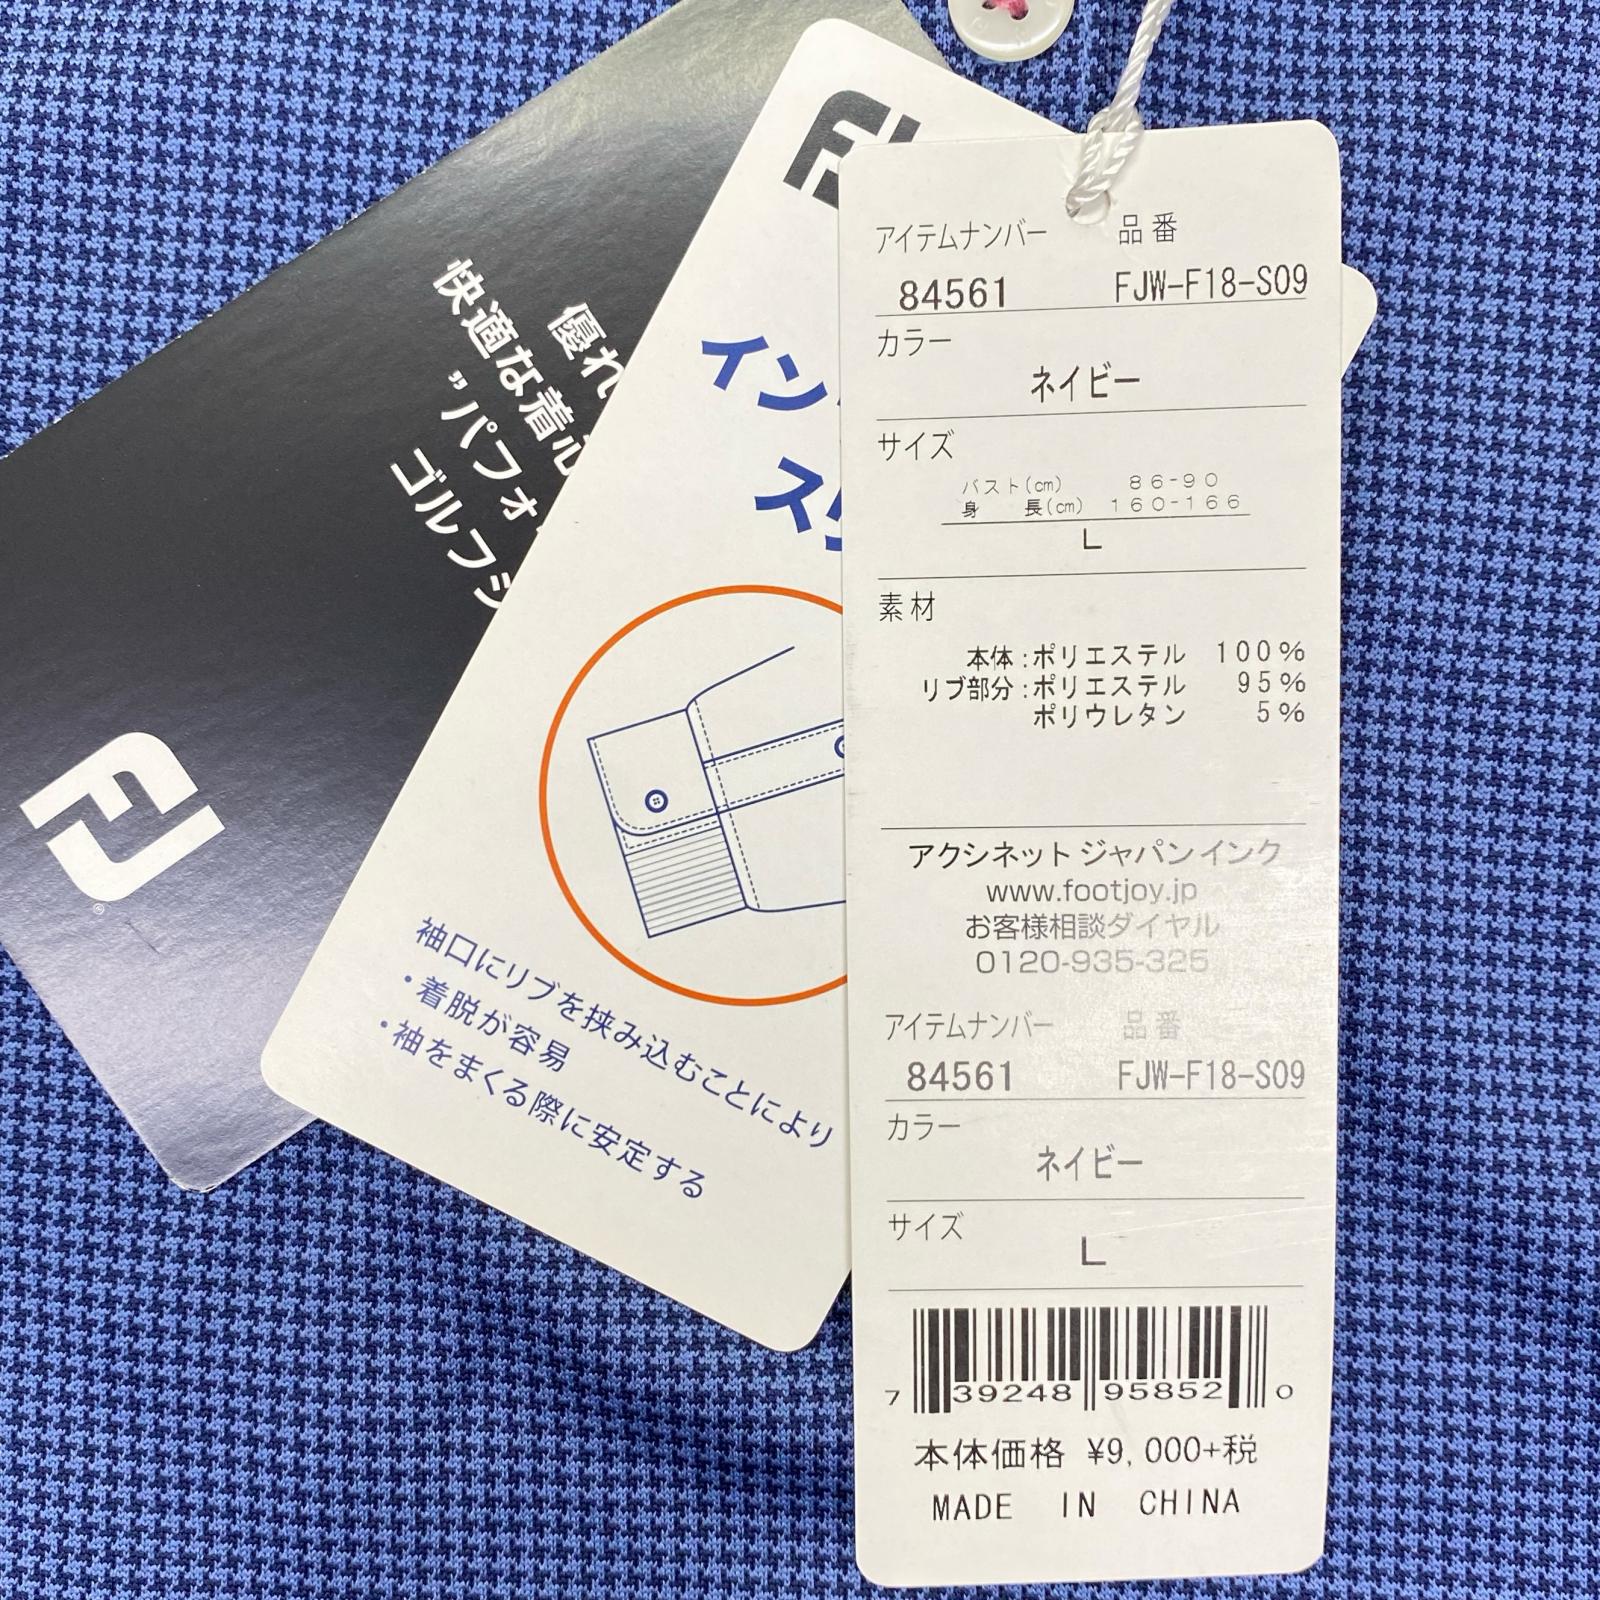 優れ
快適な着心
"パフォ
ゴルフシ
FJ
®
FJ
イン
スリ
袖口にリブを挟み込むことにより
・着脱が容易
・袖をまくる際に安定する
アイテムナンバー 品番
84561 FJW-F18-S09
カラー
ネイビー
サイズ
バスト(cm) 86-90
身 長(cm) 160-166
L
素材
本体:ポリエステル 100%
リブ部分:ポリエステル 95%
ポリウレタン 5%
アクシネット ジャパン インク
www.footjoy.jp
お客様相談ダイヤル
0120-935-325
アイテムナンバー 品番
84561 FJW-F18-S09
カラー
ネイビー
サイズ
L
7 39248 95852 0
本体価格 ¥9,000+税
MADE IN CHINA